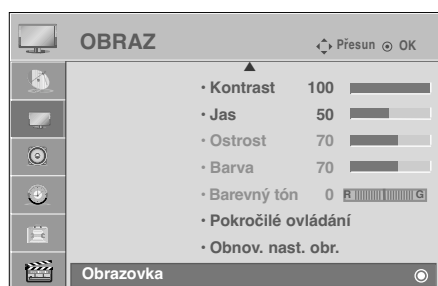 OBRAZ Přesun OK
• Kontrast 100
• Jas 50
• Ostrost 70
• Barva 70
• Barevný tón 0 R G
• Pokročilé ovládání
• Obnov. nast. obr.
Obrazovka